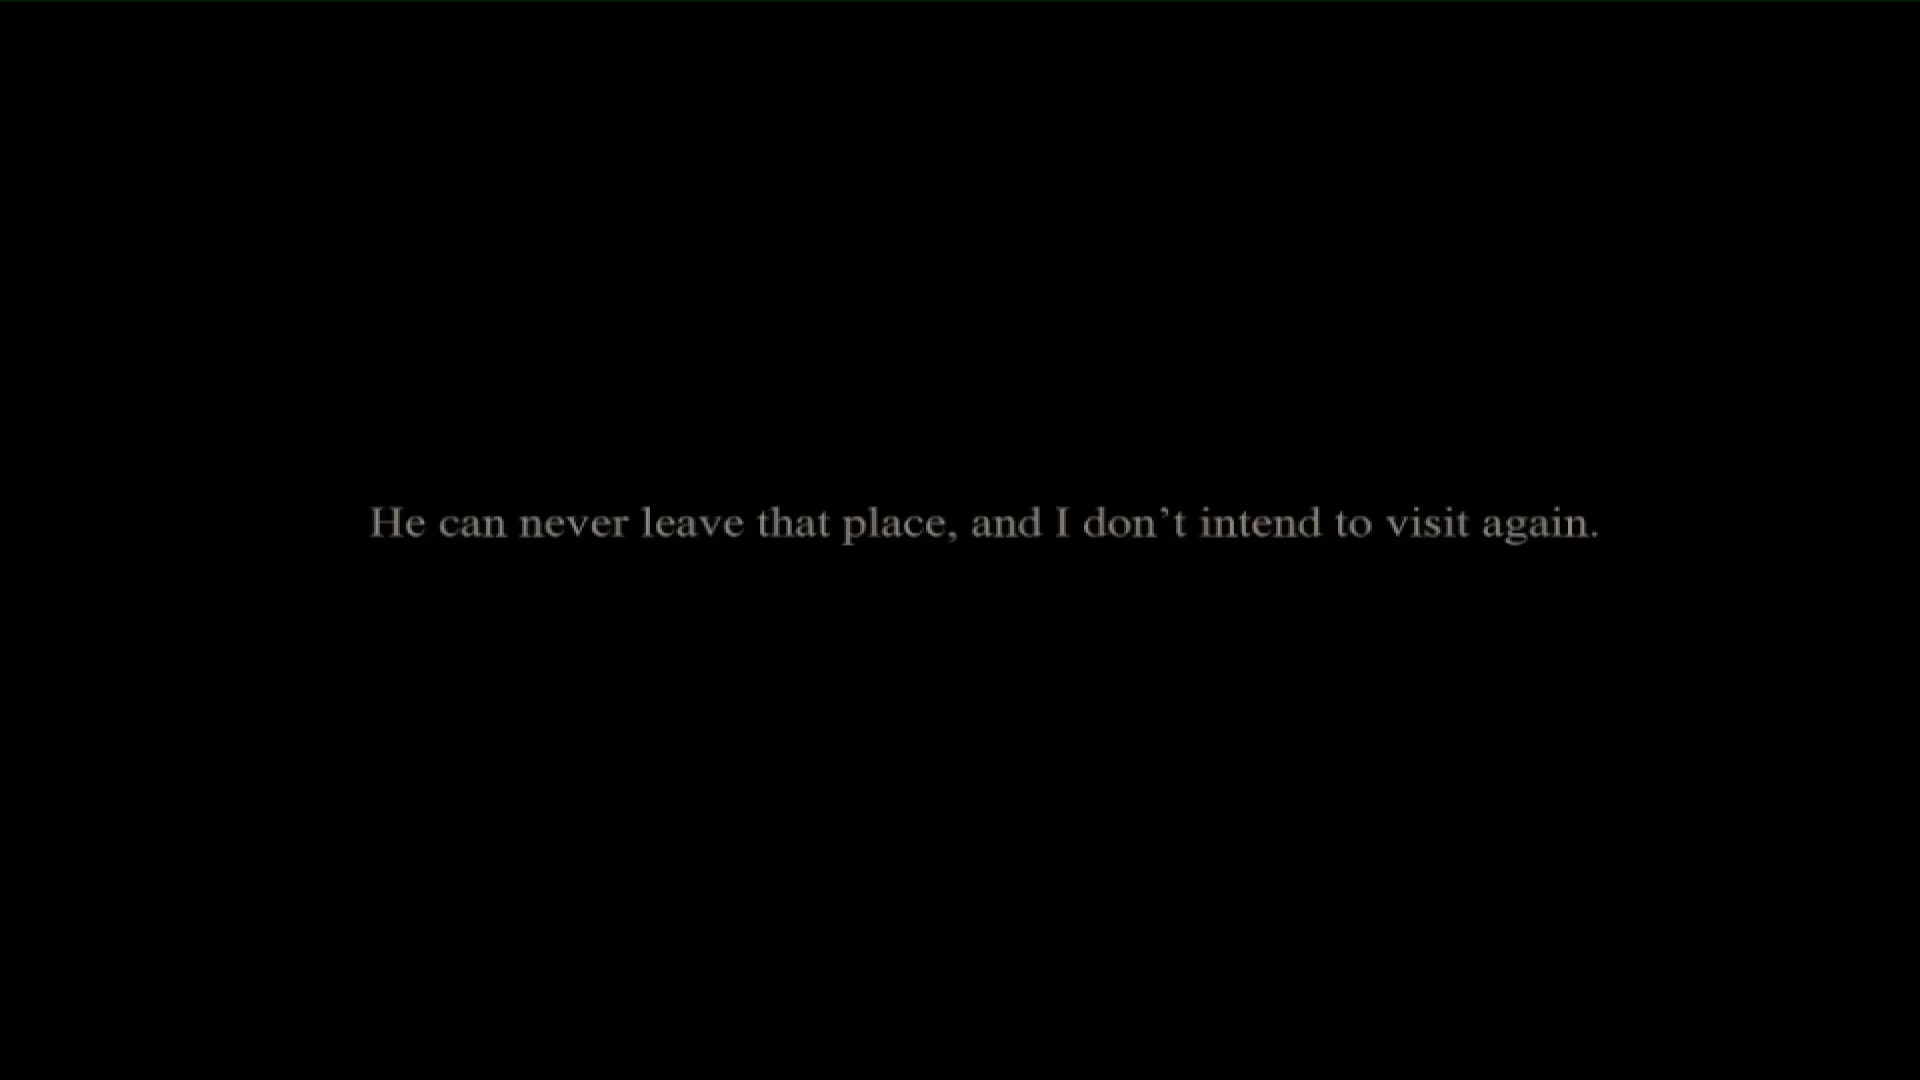 He can never leave that place, and I don’t intend to visit again.